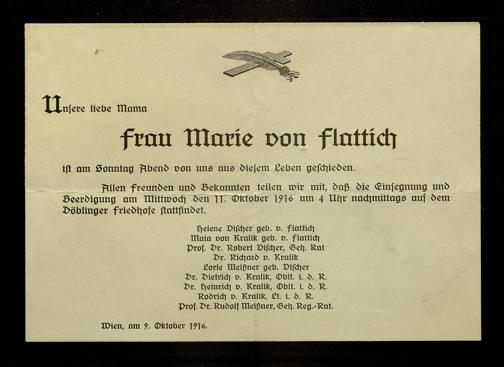 Unsere liebe Mama
Frau Marie von Flattich
ist am Sonntag Abend von uns aus diesem Leben geschieden.
Allen Freunden und Bekannten teilen wir mit, daß die Einsegnung und
Beerdigung am Mittwoch den 11. Oktober 1916 um 4 Uhr nachmittags auf dem
Döblinger Friedhofe stattfindet.
Helene Discher geb. v. Flattich
Maia von Kralik geb. v. Flattich
Prof. Dr. Robert Discher, Geh. Rat
Dr. Richard v. Kralik
Lorle Meißner geb. Discher
Dr. Dietrich v. Kralik, Oblt. i. d. R.
Dr. Heinrich v. Kralik, Oblt. i. d. R.
Rodrich v. Kralik, Lt. i. d. R.
Prof. Dr. Rudolf Meißner, Geh. Reg.-Rat.
Wien, am 9. Oktober 1916.